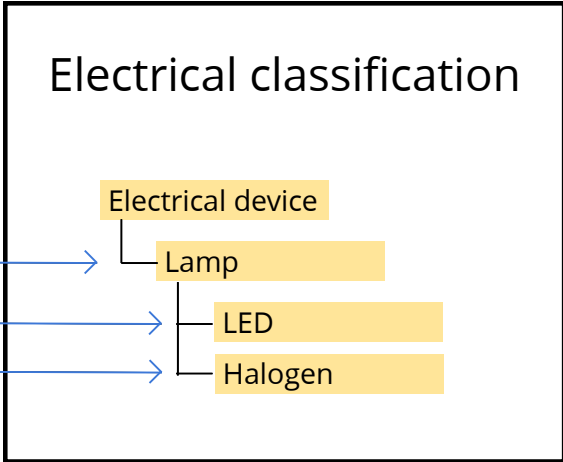 Electrical classification
Electrical device
Lamp
LED
Halogen